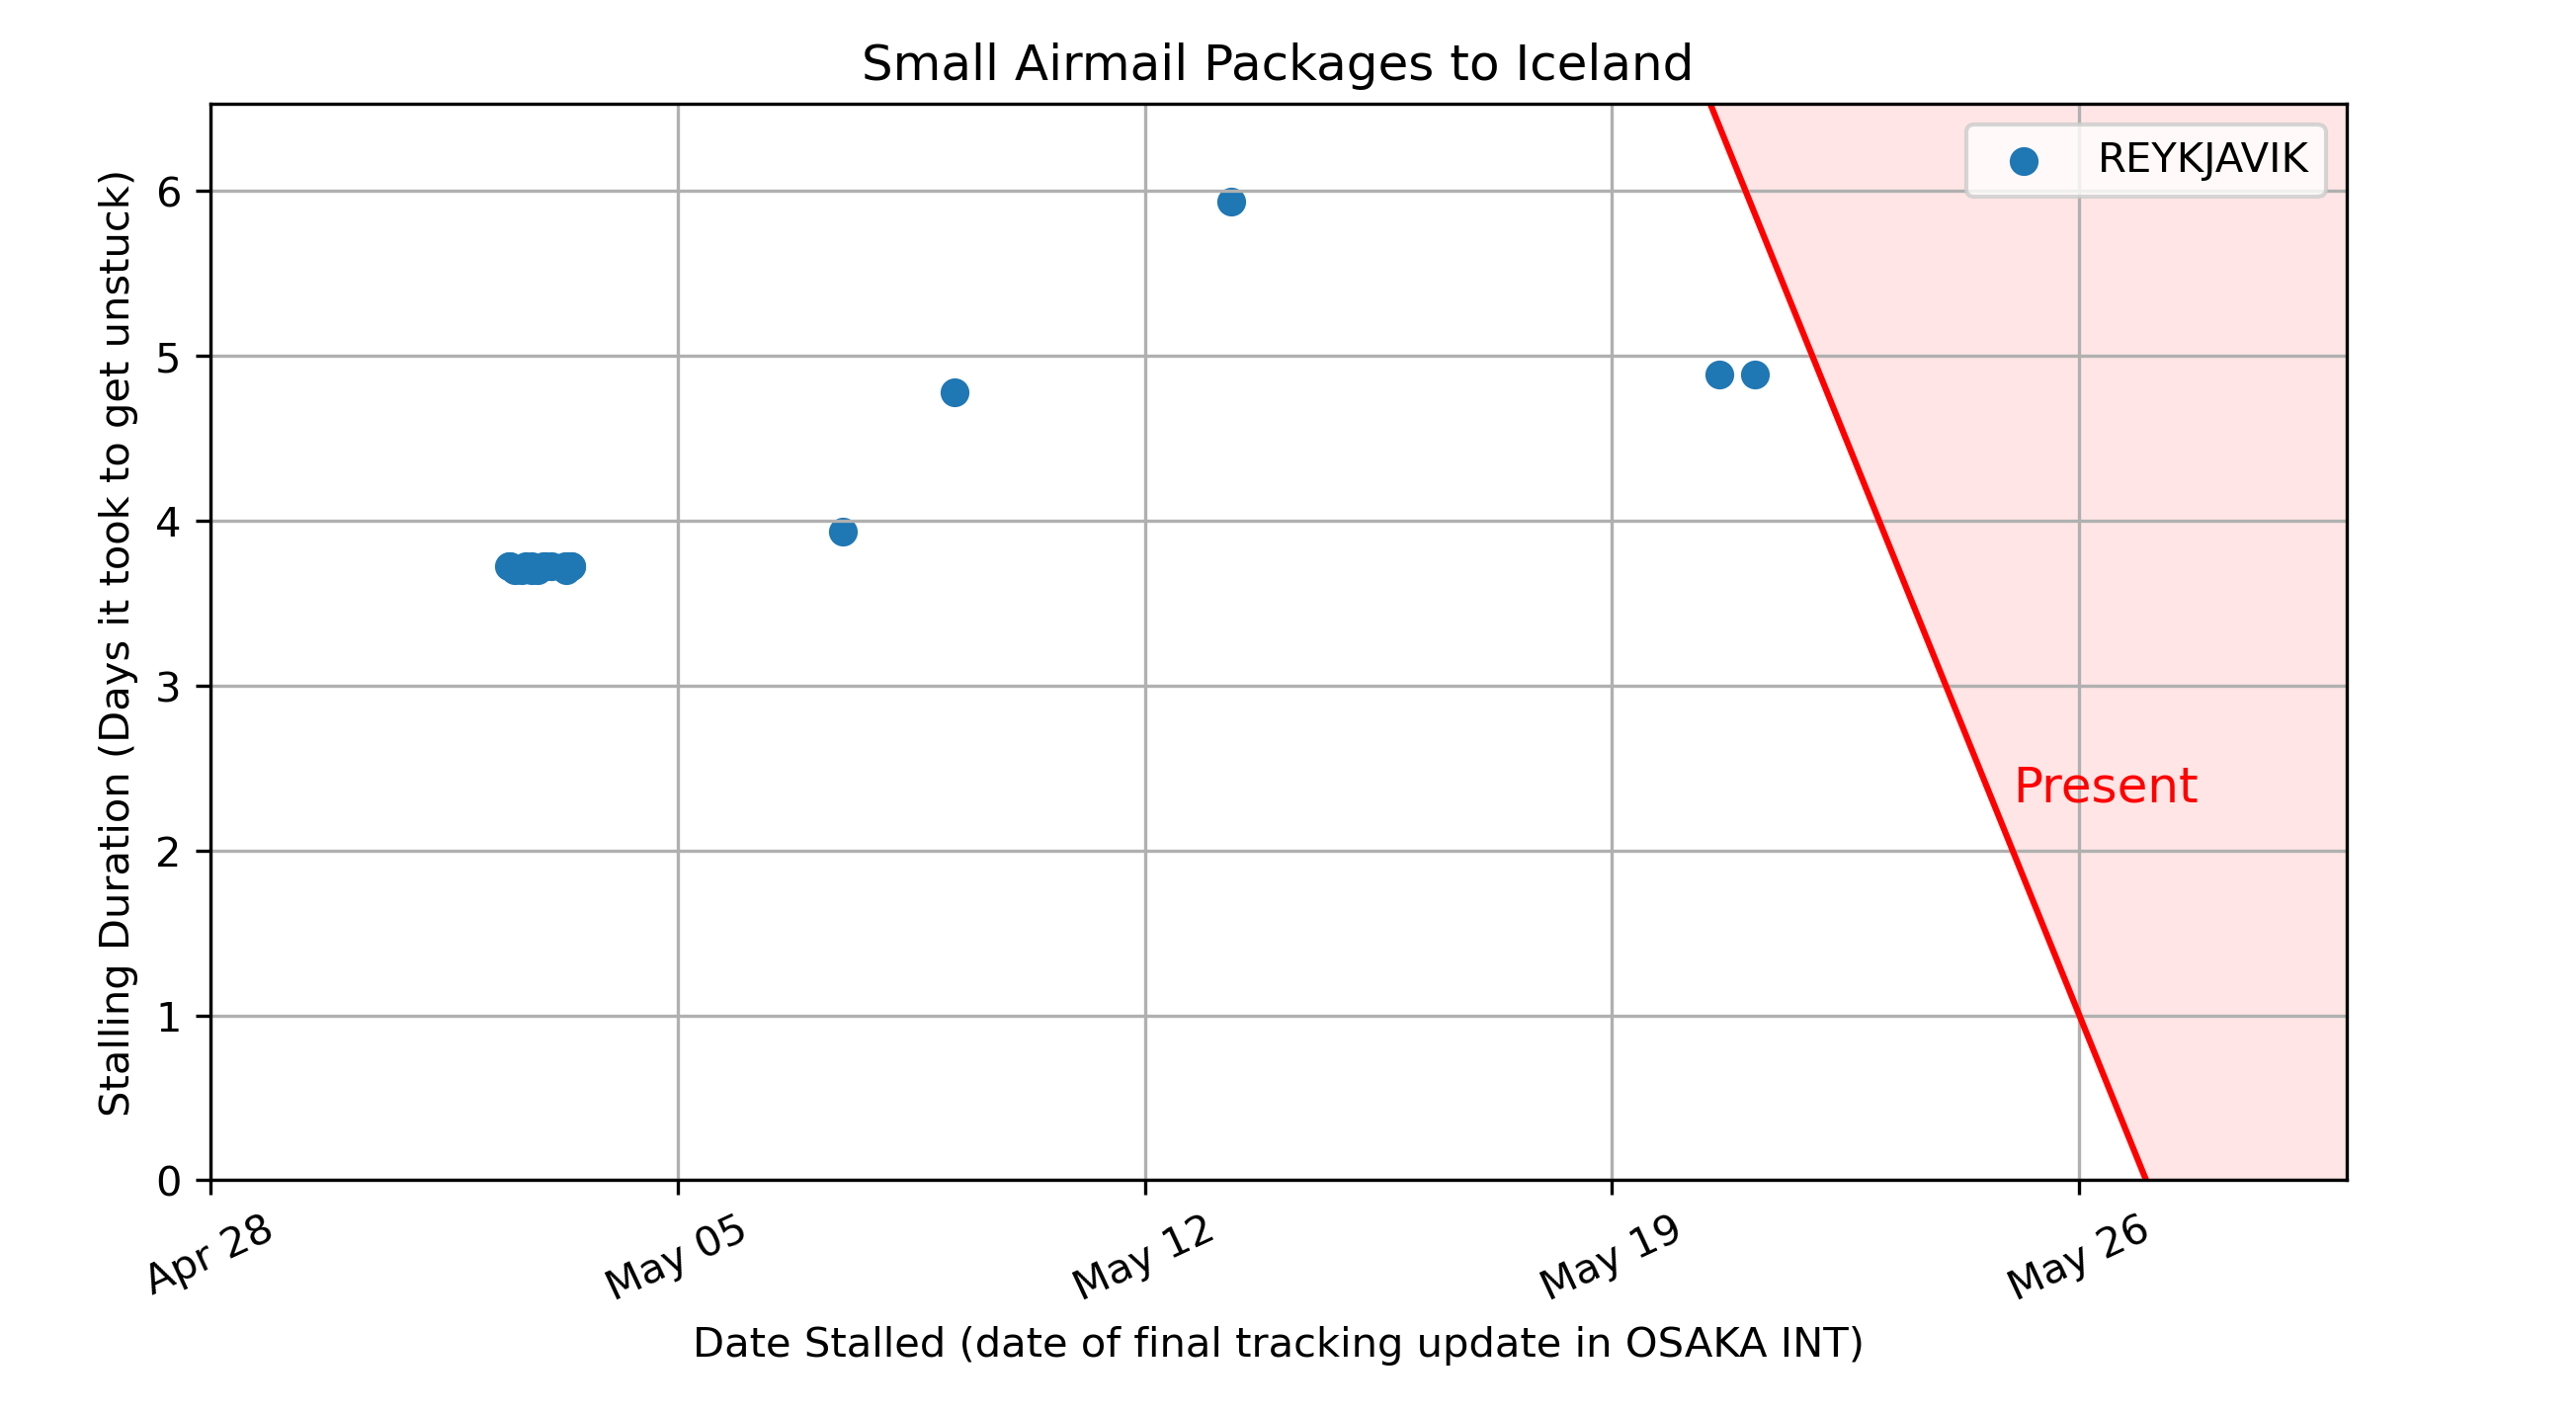 Small Airmail Packages to Iceland
REYKJAVIK
Stalling Duration (Days it took to get unstuck)
6
5
4
3
2
1
0
Present
Apr 28
May 05
May 12
May 19
May 26
Date Stalled (date of final tracking update in OSAKA INT)